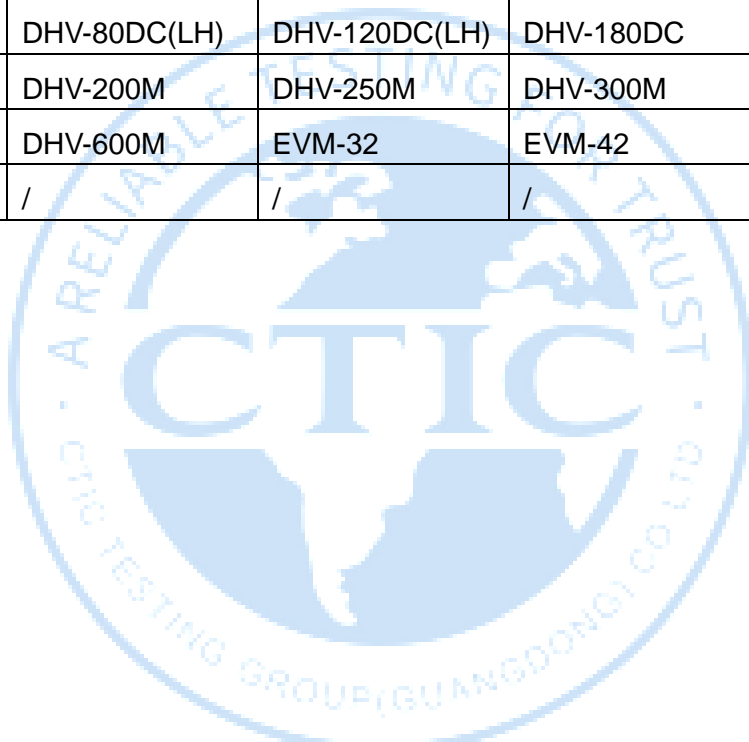 DHV-80DC(LH) DHV-120DC(LH) DHV-180DC
DHV-200M DHV-250M DHV-300M
DHV-600M EVM-32 EVM-42
/ / /
A RELIABLE TESTING FOR TRUST
CTIC
· CTIC TESTING GROUP(GUANGDONG) CO LTD ·